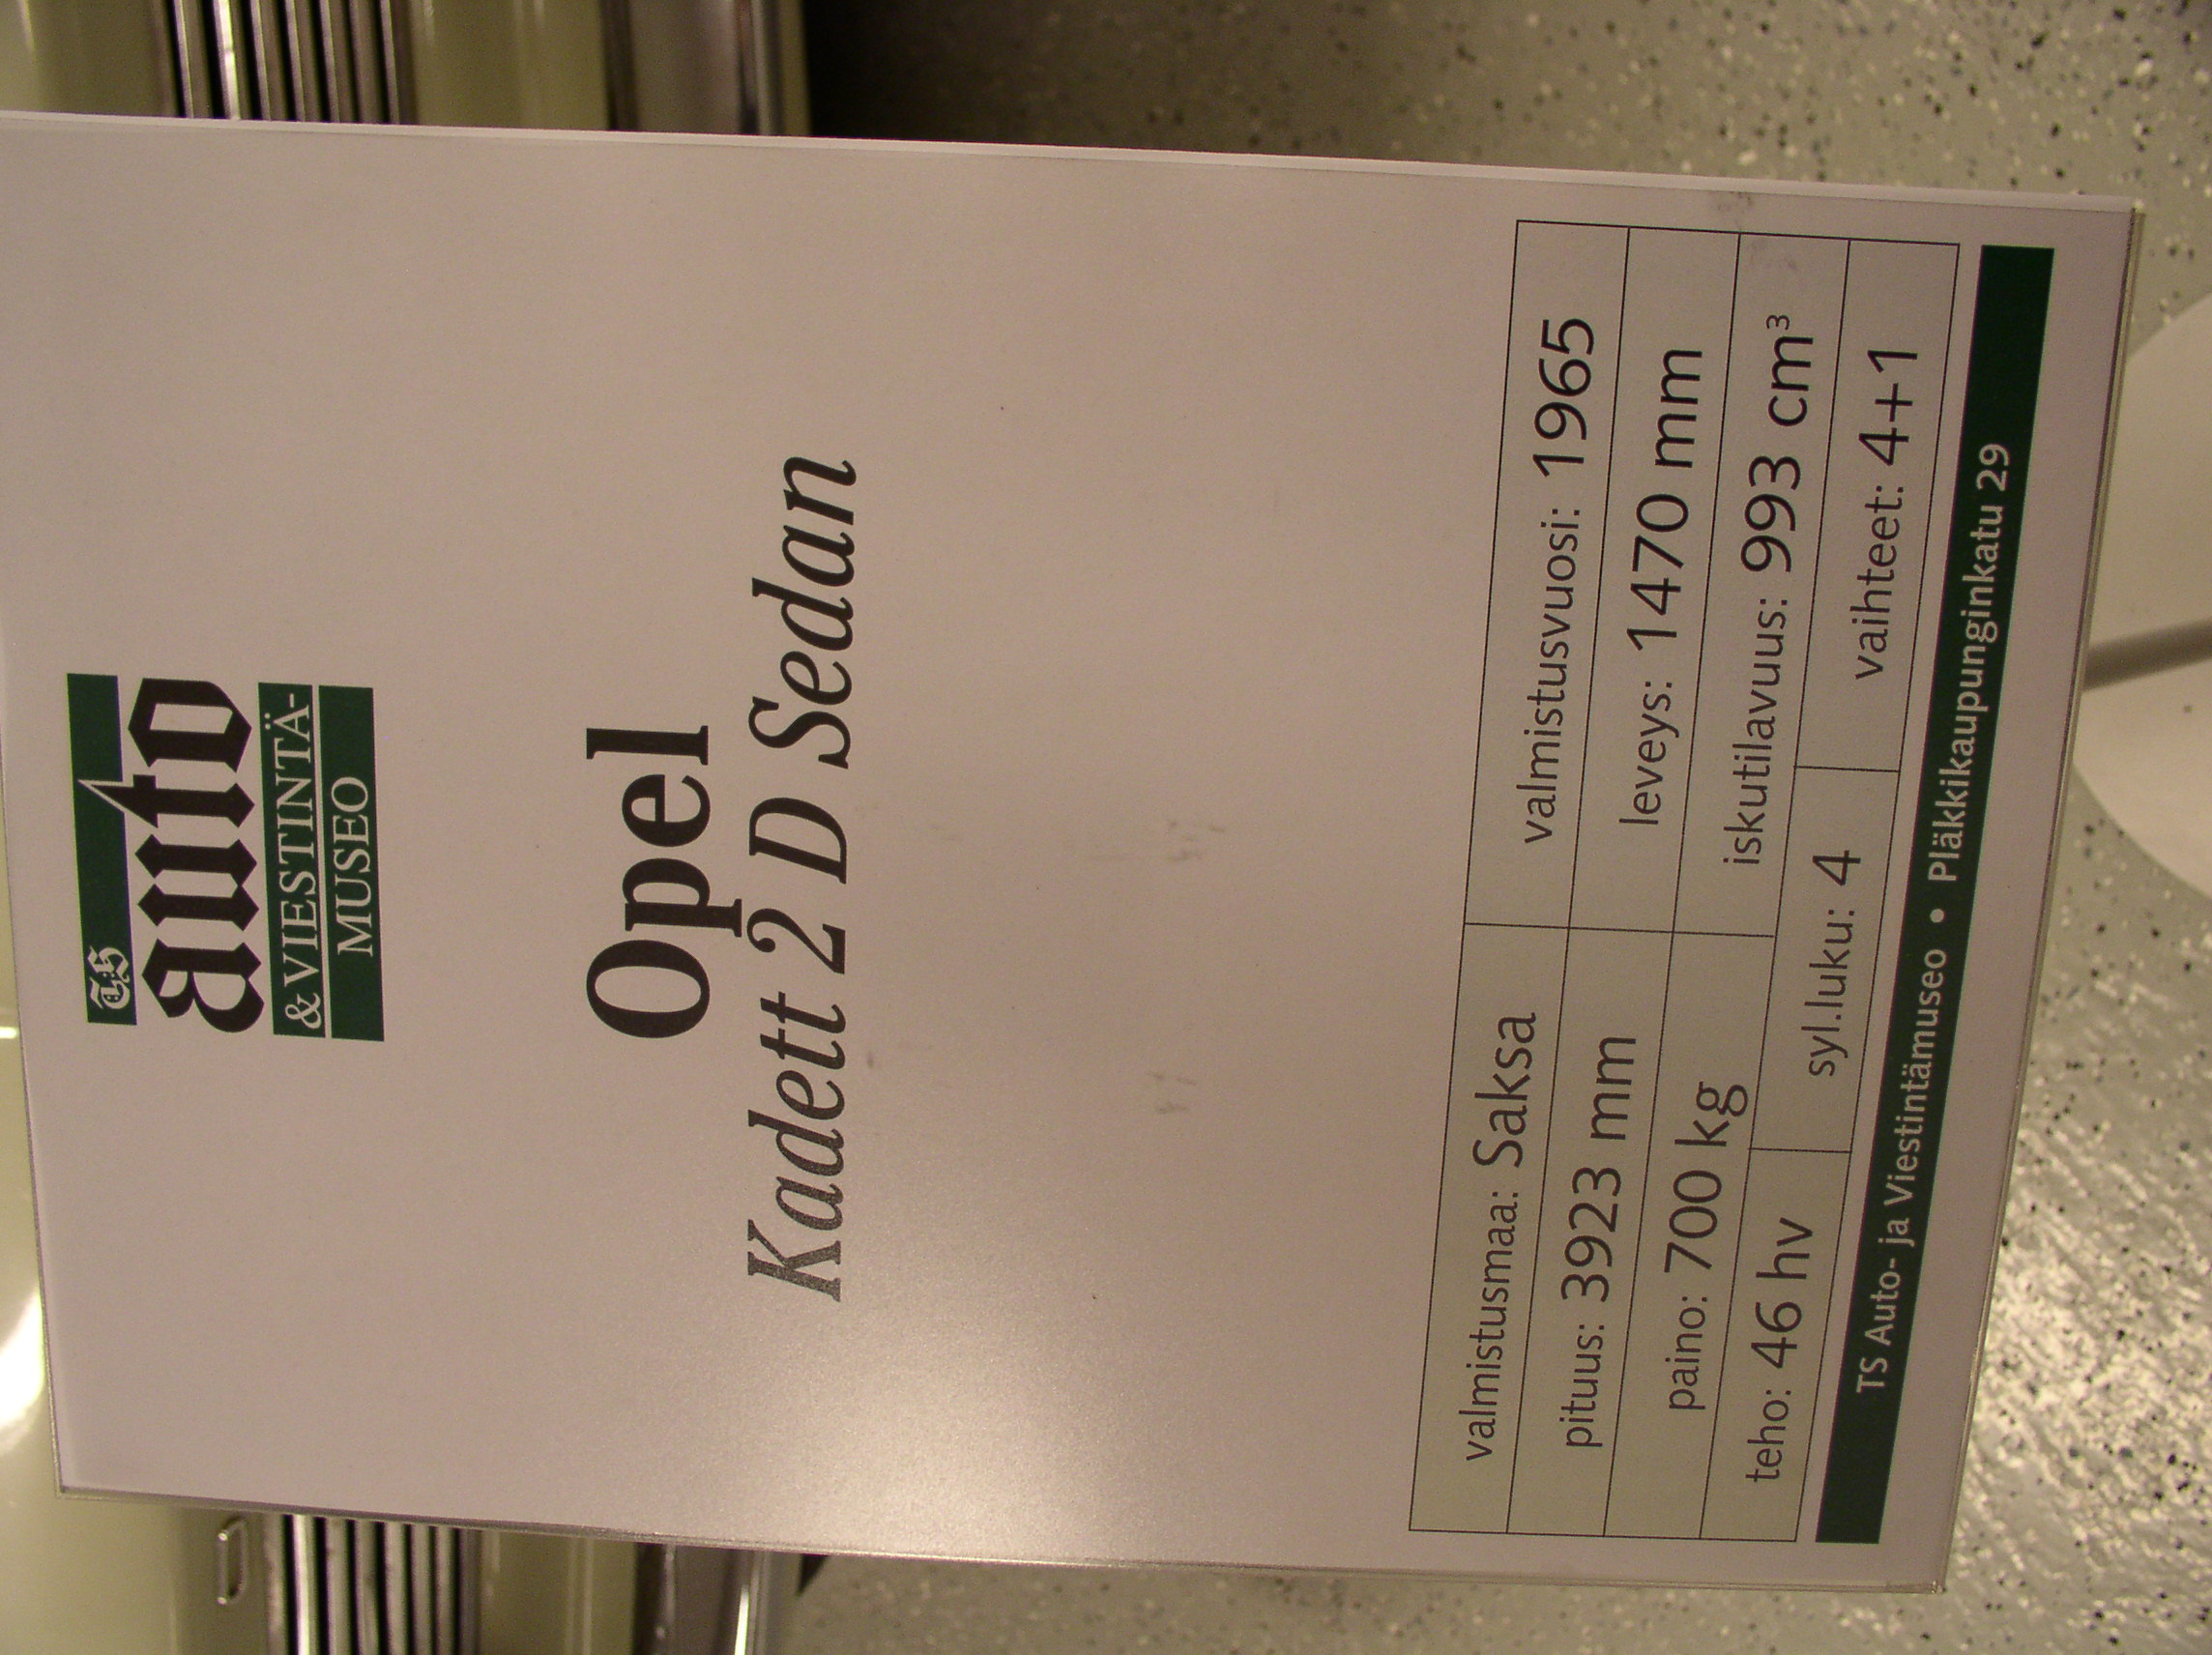 TS
auto
& VIESTINTÄ-
MUSEO
Opel
Kadett 2 D Sedan
valmistusmaa: Saksa valmistusvuosi: 1965
pituus: 3923 mm leveys: 1470 mm
paino: 700 kg iskutilavuus: 993 cm³
teho: 46 hv syl.luku: 4 vaihteet: 4+1
TS Auto- ja Viestintämuseo • Pläkkikaupunginkatu 29